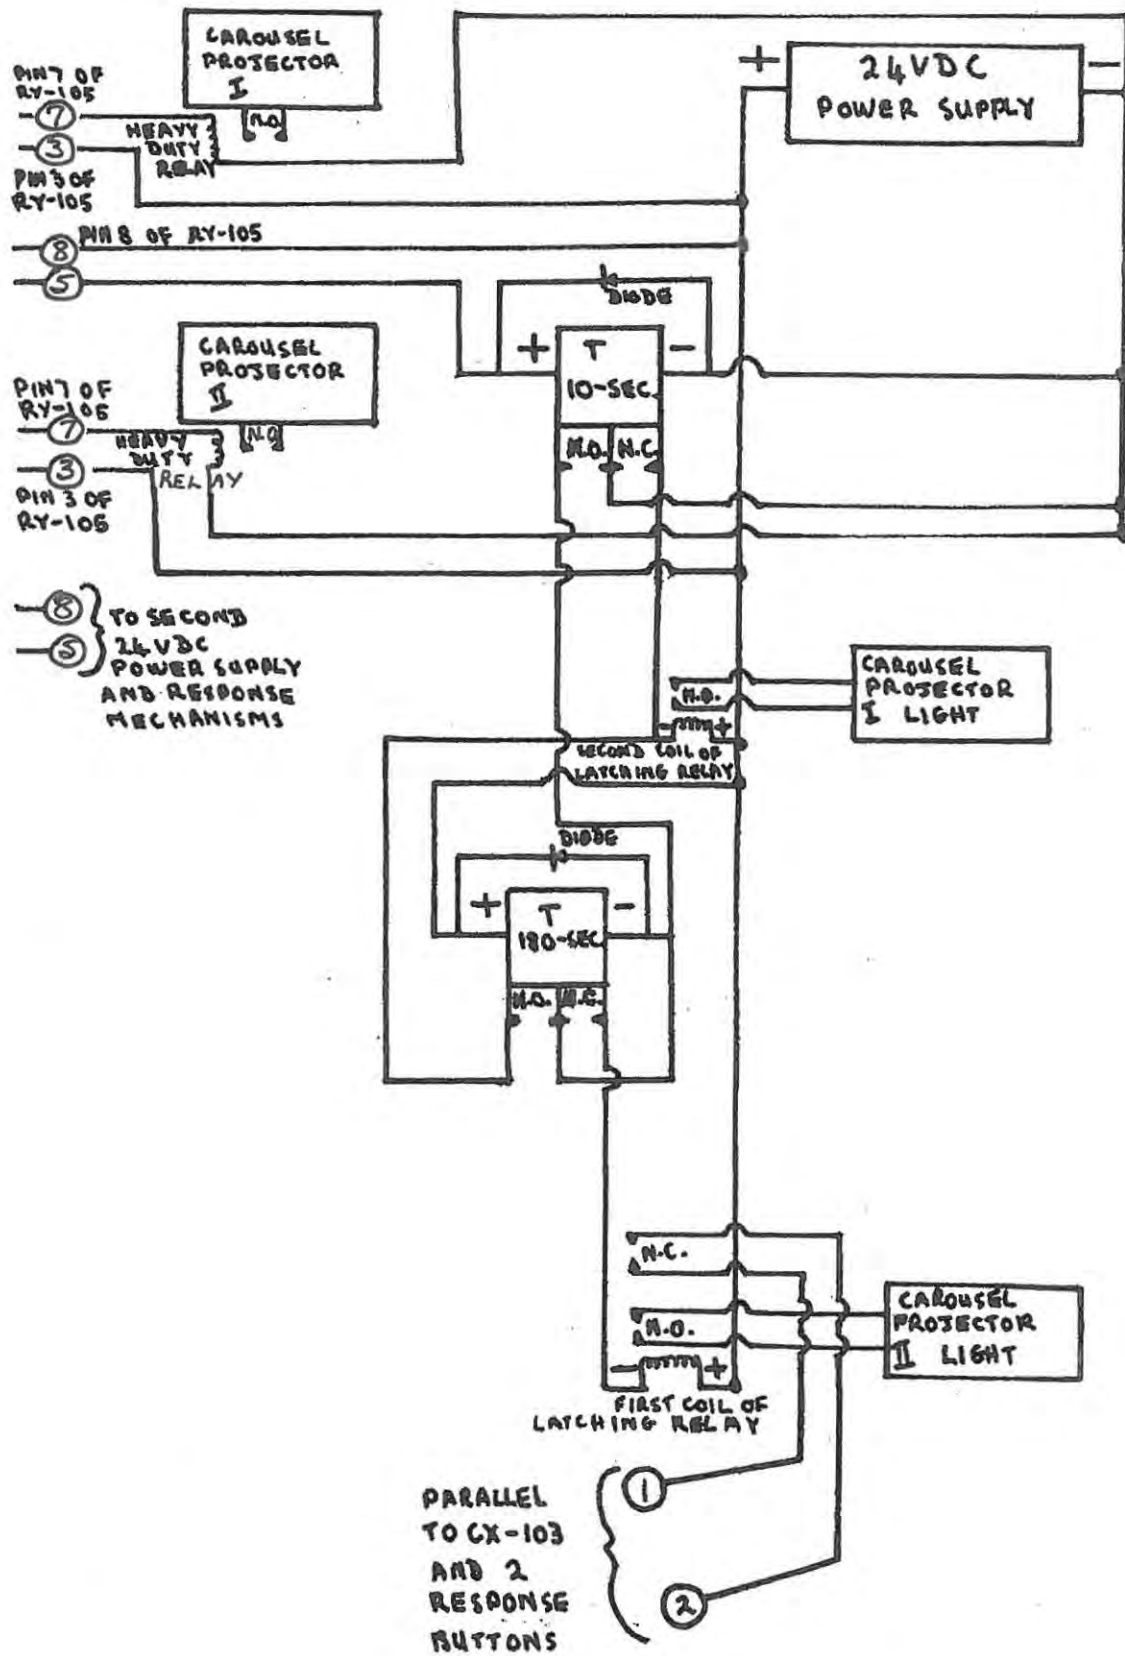 CAROUSEL
PROJECTOR
I
N.O.
+
24VDC
POWER SUPPLY
-
PIN 7 OF
RY-105
7
HEAVY
DUTY
RELAY
3
PIN 3 OF
RY-105
8
PIN 8 OF RY-105
5
DIODE
+
T
10-SEC.
-
N.O.
N.C.
CAROUSEL
PROJECTOR
II
N.O
PIN 7 OF
RY-105
7
HEAVY
DUTY
RELAY
3
PIN 3 OF
RY-105
8
5
TO SECOND
24VDC
POWER SUPPLY
AND RESPONSE
MECHANISMS
CAROUSEL
PROJECTOR
I LIGHT
N.O.
-
+
SECOND COIL OF
LATCHING RELAY
DIODE
+
T
180-SEC
-
N.O.
N.C.
N.C.
N.O.
CAROUSEL
PROJECTOR
II LIGHT
-
+
FIRST COIL OF
LATCHING RELAY
PARALLEL
TO CX-103
AND 2
RESPONSE
BUTTONS
1
2